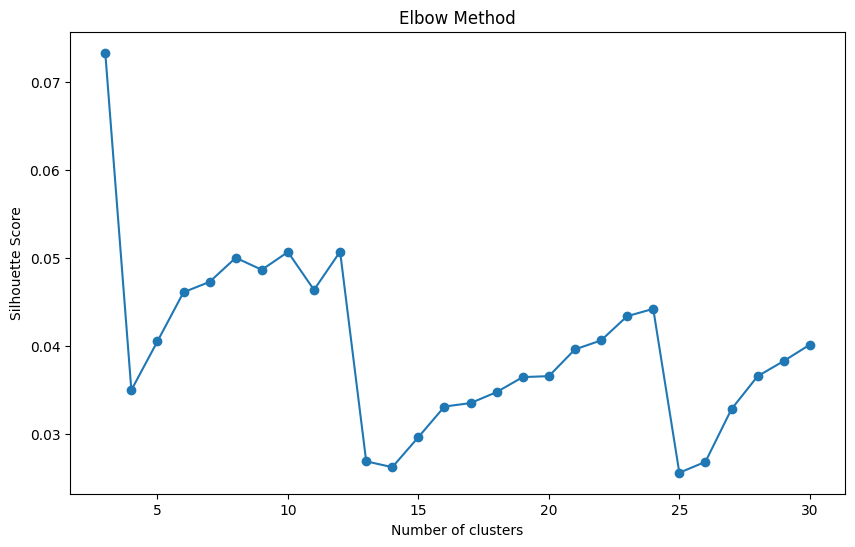 Elbow Method
Silhouette Score
0.07
0.06
0.05
0.04
0.03
5 10 15 20 25 30
Number of clusters